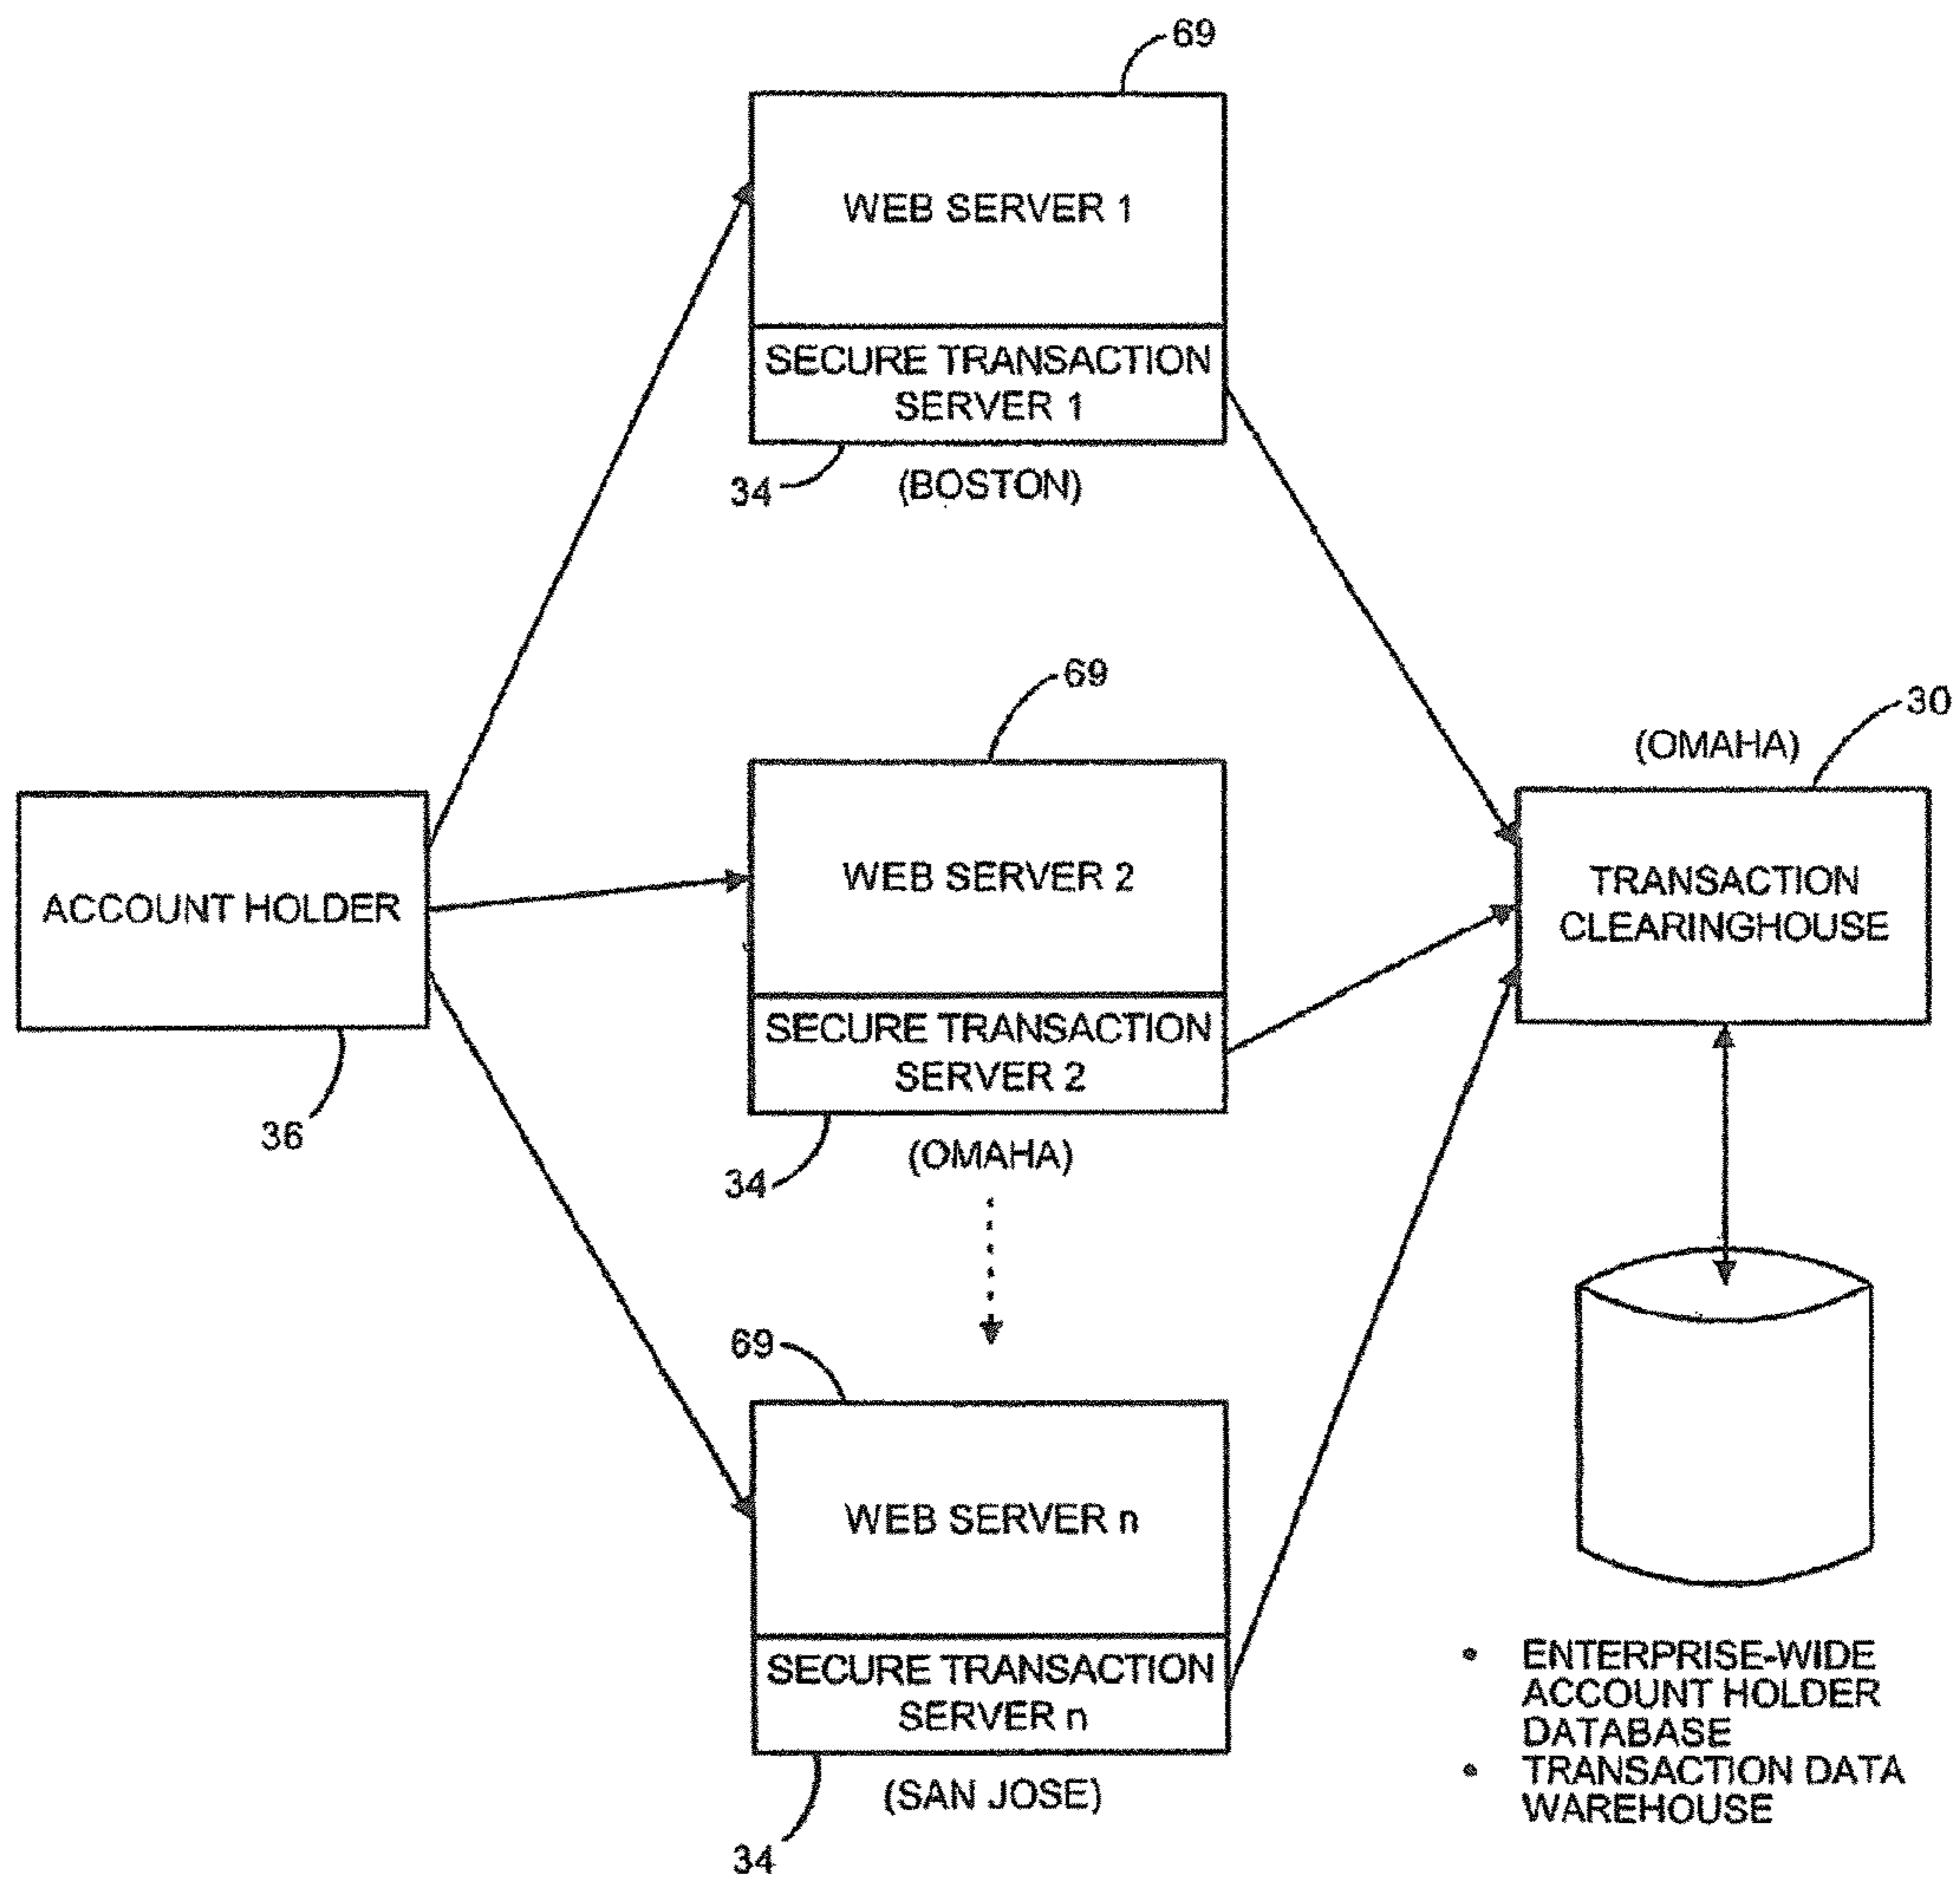 69
WEB SERVER 1
SECURE TRANSACTION
SERVER 1
34
(BOSTON)
69
WEB SERVER 2
SECURE TRANSACTION
SERVER 2
34
(OMAHA)
ACCOUNT HOLDER
36
69
WEB SERVER n
SECURE TRANSACTION
SERVER n
34
(SAN JOSE)
30
(OMAHA)
TRANSACTION
CLEARINGHOUSE
• ENTERPRISE-WIDE
ACCOUNT HOLDER
DATABASE
• TRANSACTION DATA
WAREHOUSE